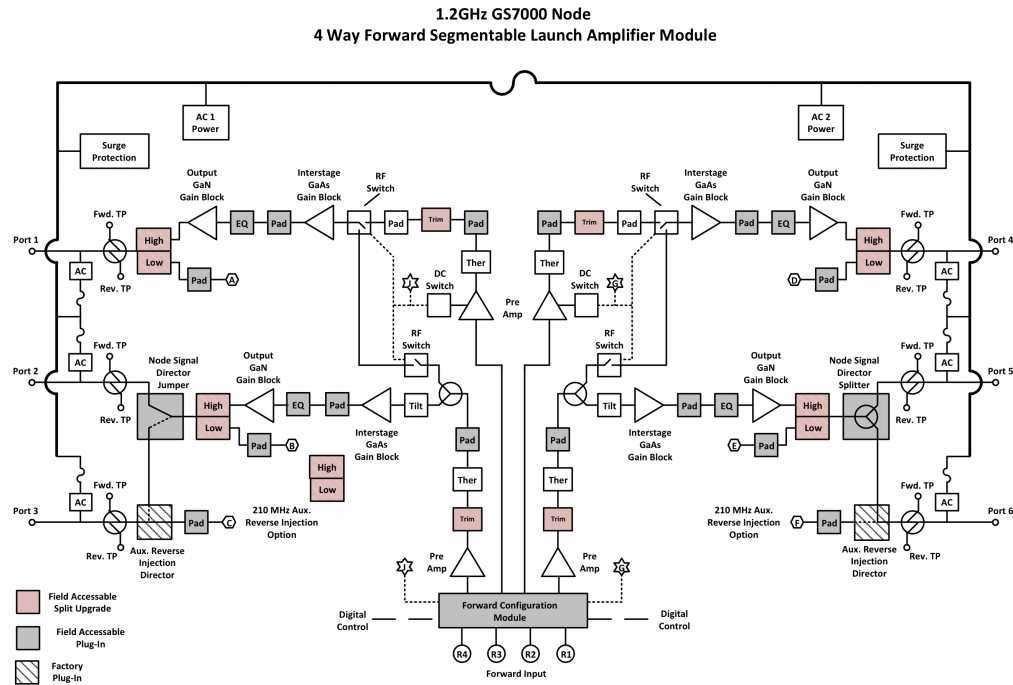 1.2GHz GS7000 Node
4 Way Forward Segmentable Launch Amplifier Module
AC 1
Power
AC 2
Power
Surge
Protection
Surge
Protection
Output
GaN
Gain Block
Interstage
GaAs
Gain Block
RF
Switch
RF
Switch
Interstage
GaAs
Gain Block
Output
GaN
Gain Block
Fwd. TP
Port 1
High
Low
EQ
Pad
Pad
Trim
Pad
Pad
Trim
Pad
Pad
EQ
High
Low
Fwd. TP
Port 4
AC
Rev. TP
Pad
A
J
DC
Switch
Ther
Pre
Amp
Ther
DC
Switch
G
D
Pad
Rev. TP
AC
RF
Switch
RF
Switch
Fwd. TP
Port 2
AC
Rev. TP
Node Signal
Director
Jumper
Output
GaN
Gain Block
High
Low
EQ
Pad
Tilt
Pad
B
Interstage
GaAs
Gain Block
Tilt
Pad
EQ
Output
GaN
Gain Block
Node Signal
Director
Splitter
High
Low
Fwd. TP
Port 5
AC
Rev. TP
Interstage
GaAs
Gain Block
E
Pad
Pad
Pad
High
Low
Ther
Ther
Fwd. TP
Port 3
AC
Rev. TP
Pad
C
210 MHz Aux.
Reverse Injection
Option
Aux. Reverse
Injection
Director
Trim
Trim
210 MHz Aux.
Reverse Injection
Option
F
Pad
Fwd. TP
Port 6
AC
Rev. TP
Aux. Reverse
Injection
Director
Pre
Amp
Pre
Amp
J
G
Field Accessable
Split Upgrade
Field Accessable
Plug-In
Factory
Plug-In
Digital
Control
Forward Configuration
Module
Digital
Control
R4
R3
R2
R1
Forward Input